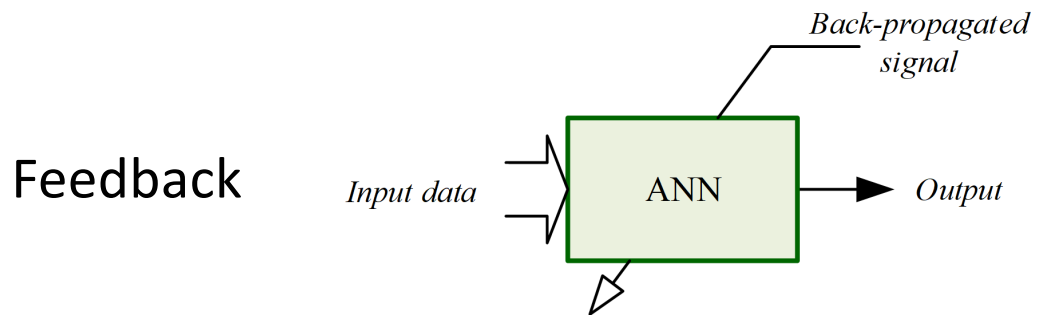 Back-propagated
signal
Feedback
Input data
ANN
Output